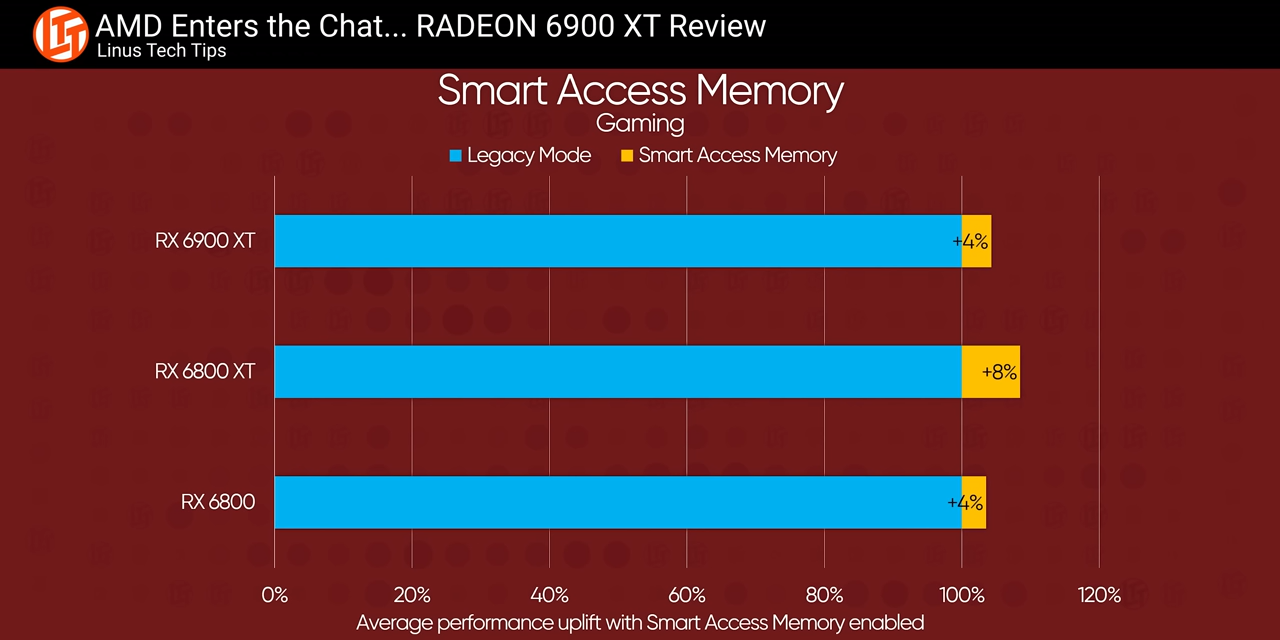 AMD Enters the Chat... RADEON 6900 XT Review
Linus Tech Tips
Smart Access Memory
Gaming
Legacy Mode Smart Access Memory
RX 6900 XT +4%
RX 6800 XT +8%
RX 6800 +4%
0% 20% 40% 60% 80% 100% 120%
Average performance uplift with Smart Access Memory enabled